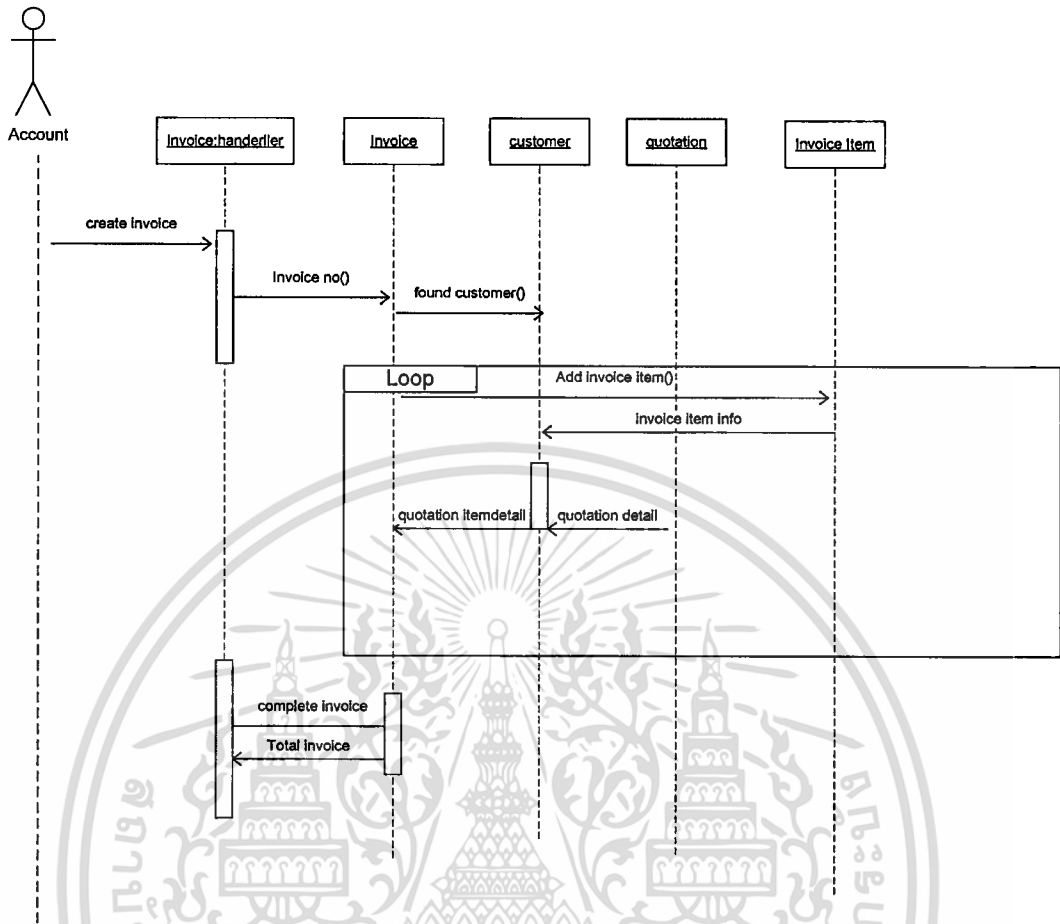 Account
Invoice:handerlier
Invoice
customer
quotation
Invoice Item
create invoice
Invoice no()
found customer()
Loop
Add invoice item()
invoice item info
quotation itemdetail
quotation detail
complete invoice
Total invoice